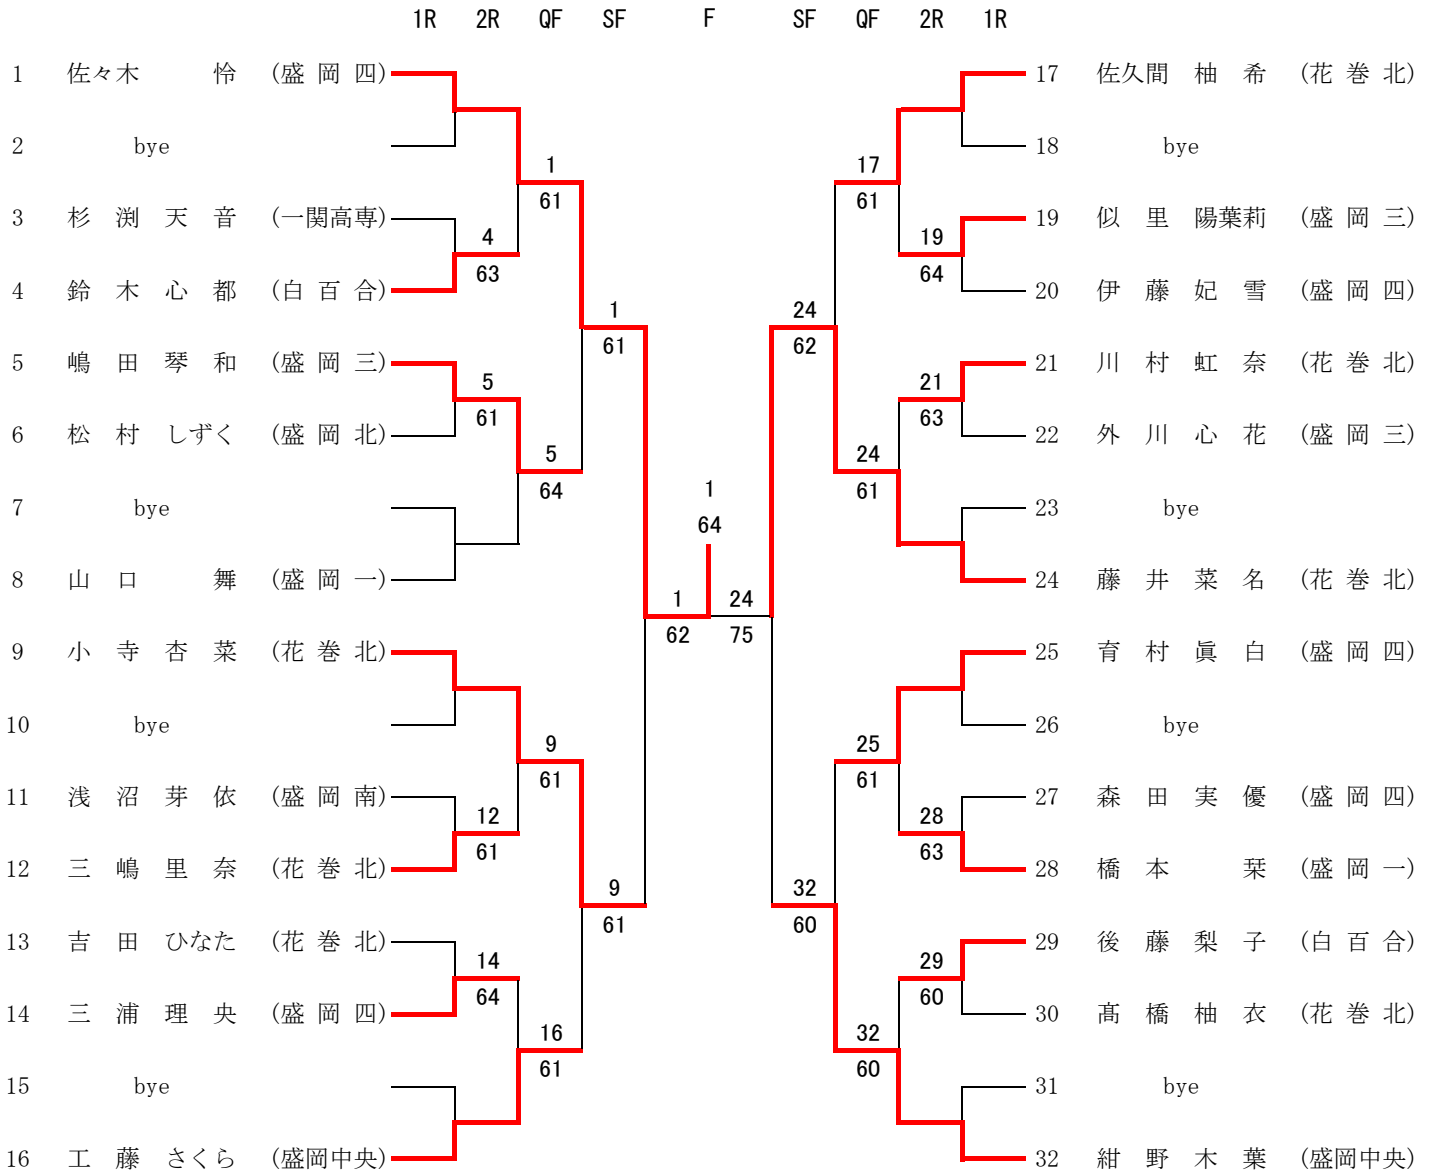 1R 2R QF SF F SF QF 2R 1R
1 佐々木 怜 (盛岡四) 17 佐久間 柚希 (花巻北)
2 bye 18 bye
1 17
61 61
3 杉渕天音 (一関高専) 19 似里 陽葉莉 (盛岡三)
4 19
63 64
4 鈴木心都 (白百合) 20 伊藤妃雪 (盛岡四)
1 24
61 62
5 嶋田琴和 (盛岡三) 21 川村虹奈 (花巻北)
5 21
61 63
6 松村しずく (盛岡北) 22 外川心花 (盛岡三)
5 24
64 1 61
7 bye 23 bye
64
8 山口 舞 (盛岡一) 24 藤井菜名 (花巻北)
1 24
62 75
9 小寺杏菜 (花巻北) 25 育村眞白 (盛岡四)
10 bye 26 bye
9 25
61 61
11 浅沼芽依 (盛岡南) 27 森田実優 (盛岡四)
12 28
61 63
12 三嶋里奈 (花巻北) 28 橋本 栞 (盛岡一)
9 32
61 60
13 吉田ひなた (花巻北) 29 後藤梨子 (白百合)
14 29
64 60
14 三浦理央 (盛岡四) 30 髙橋柚衣 (花巻北)
16 32
61 60
15 bye 31 bye
16 工藤さくら (盛岡中央) 32 紺野木葉 (盛岡中央)